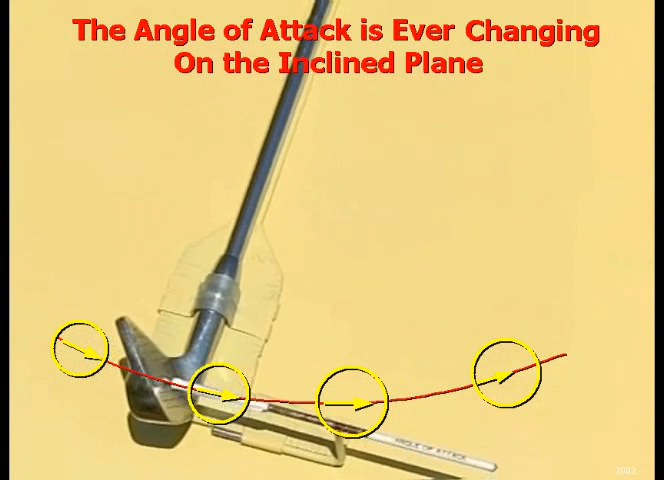 The Angle of Attack is Ever Changing
On the Inclined Plane
ANGLE OF ATTACK